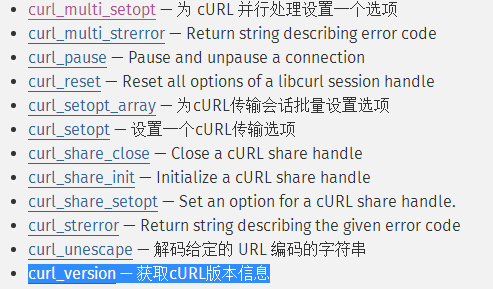 curl_multi_setopt — 为 cURL 并行处理设置一个选项
curl_multi_strerror — Return string describing error code
curl_pause — Pause and unpause a connection
curl_reset — Reset all options of a libcurl session handle
curl_setopt_array — 为cURL传输会话批量设置选项
curl_setopt — 设置一个cURL传输选项
curl_share_close — Close a cURL share handle
curl_share_init — Initialize a cURL share handle
curl_share_setopt — Set an option for a cURL share handle.
curl_strerror — Return string describing the given error code
curl_unescape — 解码给定的 URL 编码的字符串
curl_version — 获取cURL版本信息